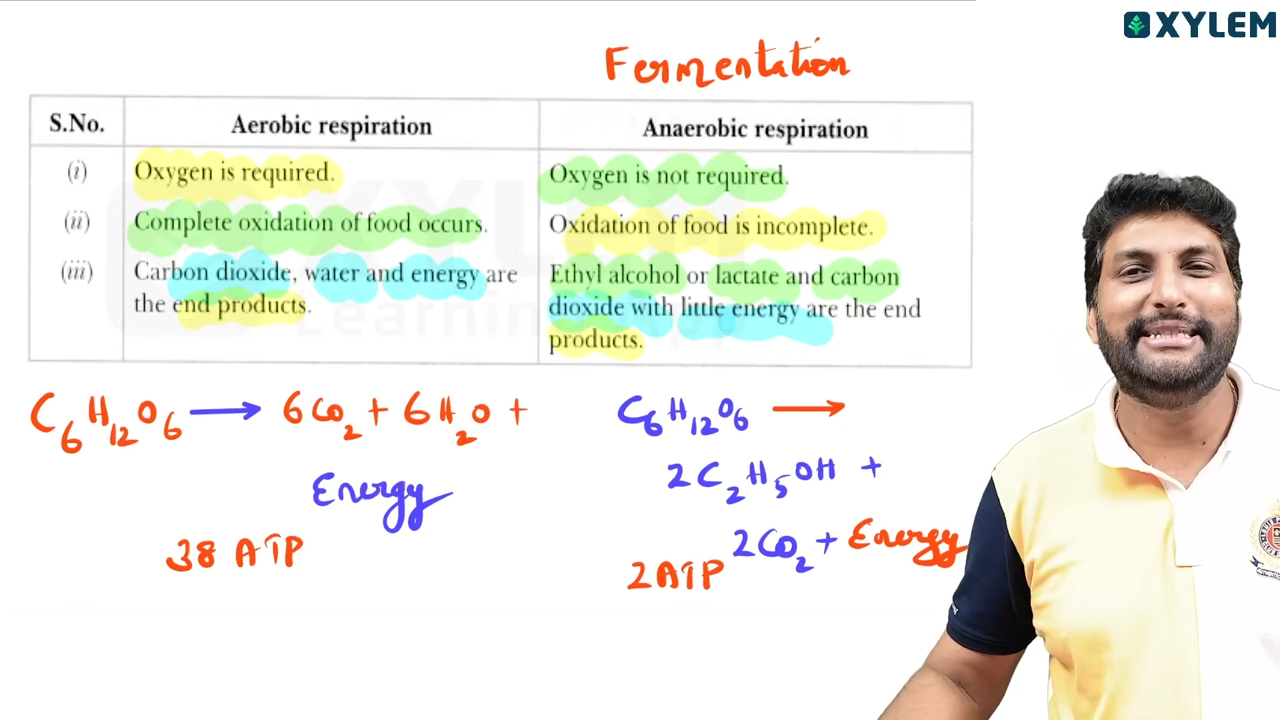 XYLEM
Fermentation
S.No. Aerobic respiration Anaerobic respiration
(i) Oxygen is required. Oxygen is not required.
(ii) Complete oxidation of food occurs. Oxidation of food is incomplete.
(iii) Carbon dioxide, water and energy are Ethyl alcohol or lactate and carbon
the end products. dioxide with little energy are the end
products.
C₆H₁₂O₆ → 6CO₂ + 6H₂O + C₆H₁₂O₆ →
2C₂H₅OH +
Energy
2CO₂ + Energy
38 ATP 2ATP